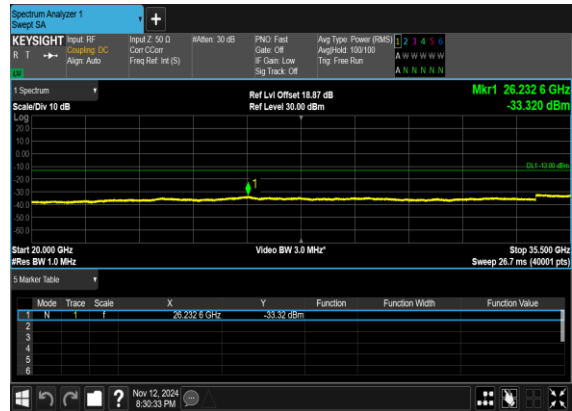 Spectrum Analyzer 1
Swept SA
+
KEYSIGHT
R T
Input: RF
Coupling: DC
Align: Auto
Input Z: 50 Ω
Corr CCorr
Freq Ref: Int (S)
#Atten: 30 dB
PNO: Fast
Gate: Off
IF Gain: Low
Sig Track: Off
Avg Type: Power (RMS)
Avg|Hold: 100/100
Trig: Free Run
1 2 3 4 5 6
A W W W W W
A N N N N N
1 Spectrum
Scale/Div 10 dB
Ref Lvl Offset 18.87 dB
Ref Level 30.00 dBm
Mkr1 26.232 6 GHz
-33.320 dBm
Log
20.0
10.0
0.00
-10.0
-20.0
-30.0
-40.0
-50.0
-60.0
DL1 -13.00 dBm
1
Start 20.000 GHz
#Res BW 1.0 MHz
Video BW 3.0 MHz*
Stop 35.500 GHz
Sweep 26.7 ms (40001 pts)
5 Marker Table
Mode Trace Scale X Y Function Function Width Function Value
1 N 1 f 26.232 6 GHz -33.32 dBm
2
3
4
5
6
?
Nov 12, 2024
8:30:33 PM